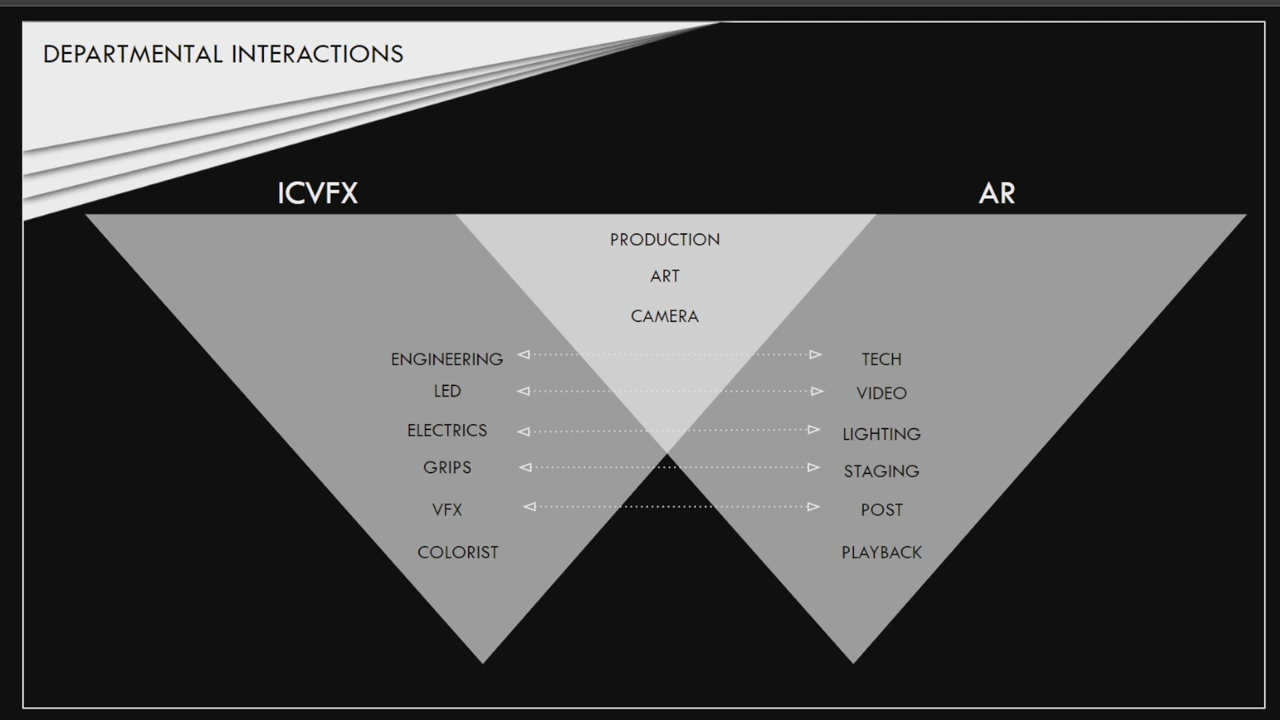 DEPARTMENTAL INTERACTIONS
ICVFX
AR
PRODUCTION
ART
CAMERA
ENGINEERING
TECH
LED
VIDEO
ELECTRICS
LIGHTING
GRIPS
STAGING
VFX
POST
COLORIST
PLAYBACK